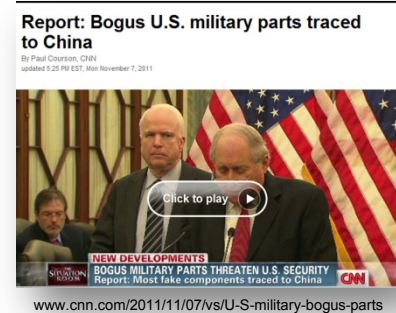 Report: Bogus U.S. military parts traced
to China
By Paul Courson, CNN
updated 5:25 PM EST, Mon November 7, 2011
Click to play
NEW DEVELOPMENTS
THE SITUATION ROOM
BOGUS MILITARY PARTS THREATEN U.S. SECURITY
Report: Most fake components traced to China
CNN
www.cnn.com/2011/11/07/vs/U-S-military-bogus-parts